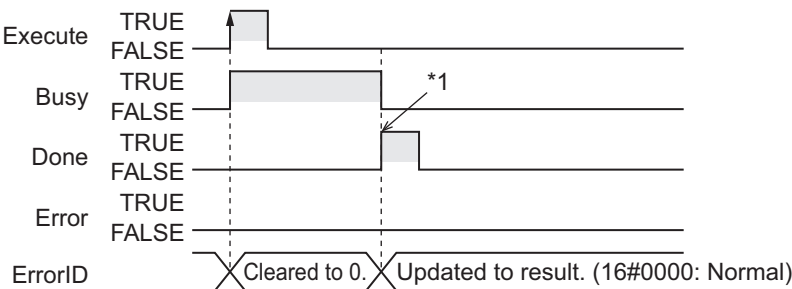 Execute TRUE
FALSE
Busy TRUE *1
FALSE
Done TRUE
FALSE
Error TRUE
FALSE
ErrorID Cleared to 0. Updated to result. (16#0000: Normal)